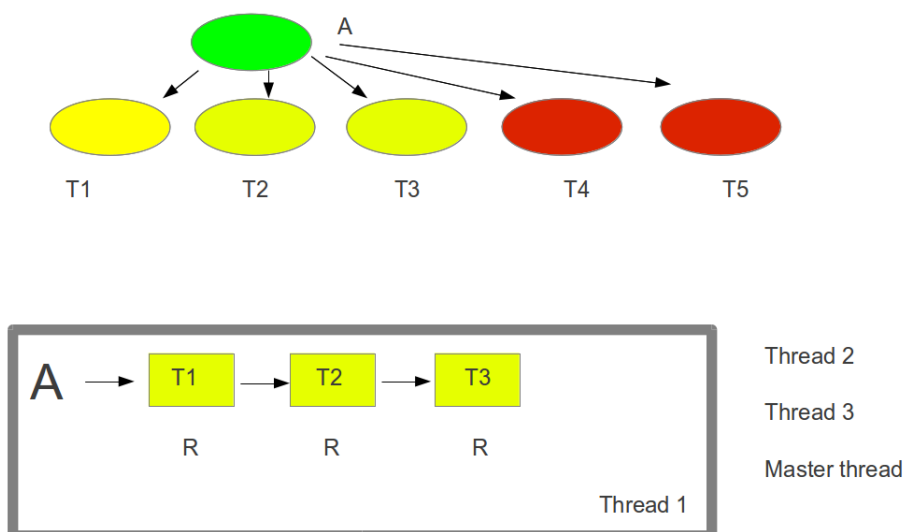 A
T1 T2 T3 T4 T5
A T1 T2 T3
R R R
Thread 1
Thread 2
Thread 3
Master thread